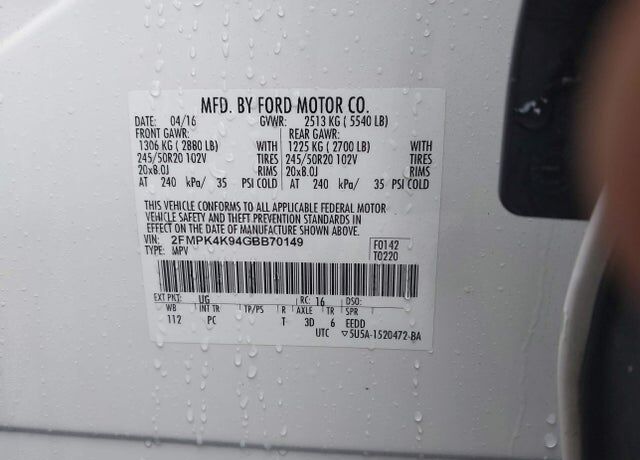 MFD. BY FORD MOTOR CO.
DATE: 04/16 GVWR: 2513 KG ( 5540 LB)
FRONT GAWR: REAR GAWR:
1306 KG ( 2880 LB) WITH 1225 KG ( 2700 LB) WITH
245/50R20 102V TIRES 245/50R20 102V TIRES
20x8.0J RIMS 20x8.0J RIMS
AT 240 kPa/ 35 PSI COLD AT 240 kPa/ 35 PSI COLD
THIS VEHICLE CONFORMS TO ALL APPLICABLE FEDERAL MOTOR
VEHICLE SAFETY AND THEFT PREVENTION STANDARDS IN
EFFECT ON THE DATE OF MANUFACTURE SHOWN ABOVE.
VIN: 2FMPK4K94GBB70149 F0142
TYPE: MPV T0220
EXT PNT: UG RC: 16 DSO:
WB INT TR TP/PS R AXLE TR SPR
112 PC T 3D 6 EEDD
UTC ▽5U5A-1520472-BA